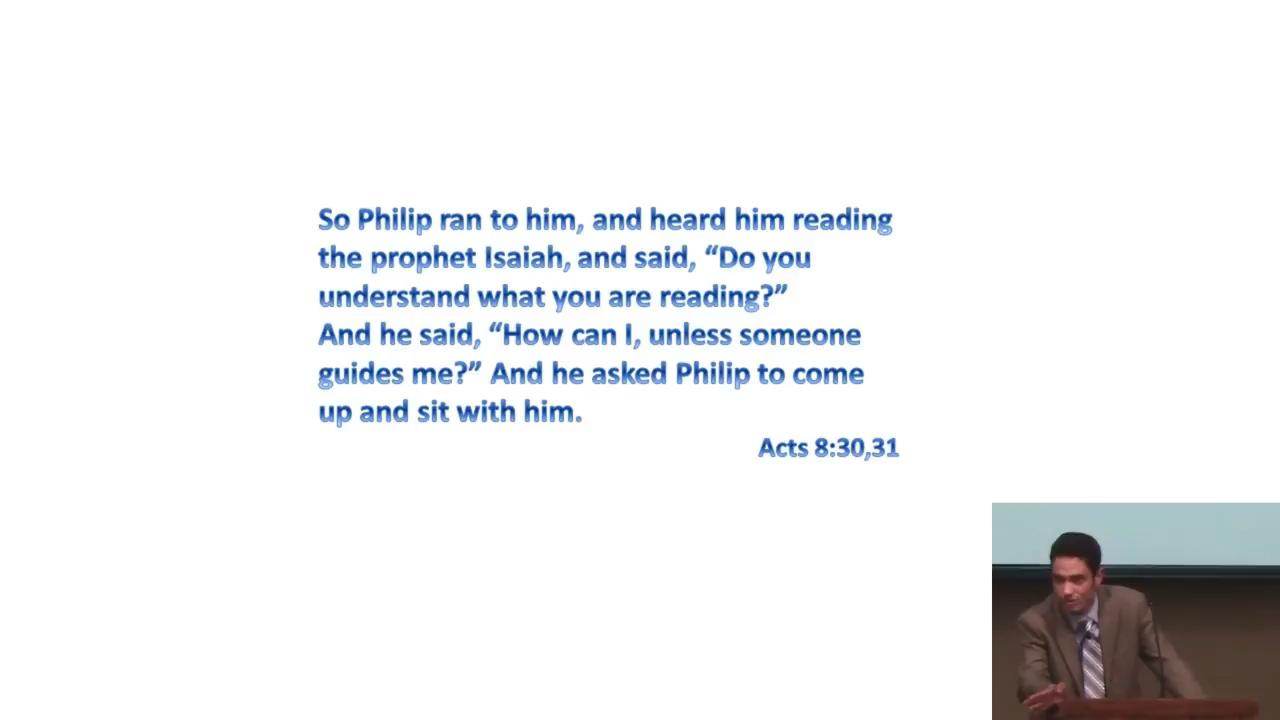 So Philip ran to him, and heard him reading
the prophet Isaiah, and said, “Do you
understand what you are reading?”
And he said, “How can I, unless someone
guides me?” And he asked Philip to come
up and sit with him.
Acts 8:30,31